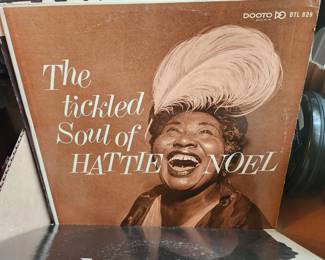 DOOTO DTL 829
The
tickled
Soul of
HATTIE NOEL